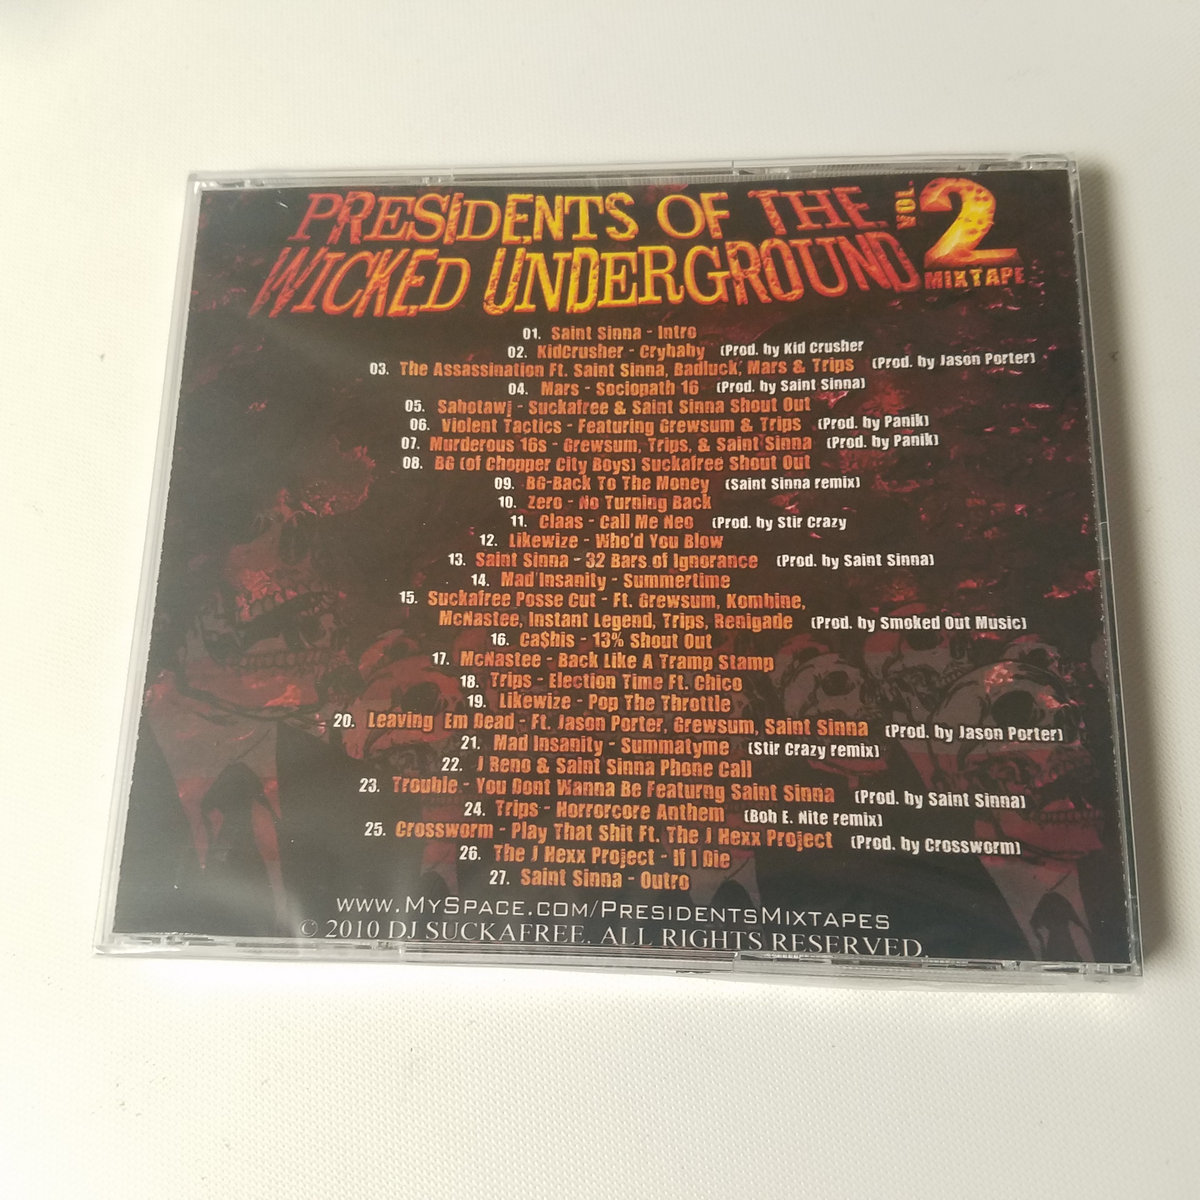 PRESIDENTS OF THE
WICKED UNDERGROUND
VOL. 2
MIXTAPE
01. Saint Sinna - Intro
02. KidCrusher - Crybaby (Prod. by Kid Crusher
03. The Assassination Ft. Saint Sinna, Badluck, Mars & Trips (Prod. by Jason Porter)
04. Mars - Sociopath 16 (Prod. by Saint Sinna)
05. Sabotawj - Suckafree & Saint Sinna Shout Out
06. Violent Tactics - Featuring Grewsum & Trips (Prod. by Panik)
07. Murderous 16s - Grewsum, Trips, & Saint Sinna (Prod. by Panik)
08. BG (of Chopper City Boys) Suckafree Shout Out
09. BG-Back To The Money (Saint Sinna remix)
10. Zero - No Turning Back
11. Claas - Call Me Neo (Prod. by Stir Crazy
12. Likewize - Who'd You Blow
13. Saint Sinna - 32 Bars of Ignorance (Prod. by Saint Sinna)
14. Mad Insanity - Summertime
15. Suckafree Posse Cut - Ft. Grewsum, Kombine,
McNastee, Instant Legend, Trips, Renigade (Prod. by Smoked Out Music)
16. Ca$his - 13% Shout Out
17. McNastee - Back Like A Tramp Stamp
18. Trips - Election Time Ft. Chico
19. Likewize - Pop The Throttle
20. Leaving Em Dead - Ft. Jason Porter, Grewsum, Saint Sinna (Prod. by Jason Porter)
21. Mad Insanity - Summatyme (Stir Crazy remix)
22. J Reno & Saint Sinna Phone Call
23. Trouble - You Dont Wanna Be Featurng Saint Sinna (Prod. by Saint Sinna)
24. Trips - Horrorcore Anthem (Bob E. Nite remix)
25. Crossworm - Play That Shit Ft. The J Hexx Project (Prod. by Crossworm)
26. The J Hexx Project - If I Die
27. Saint Sinna - Outro
www.MySpace.com/PresidentsMixtapes
© 2010 DJ SUCKAFREE. ALL RIGHTS RESERVED.